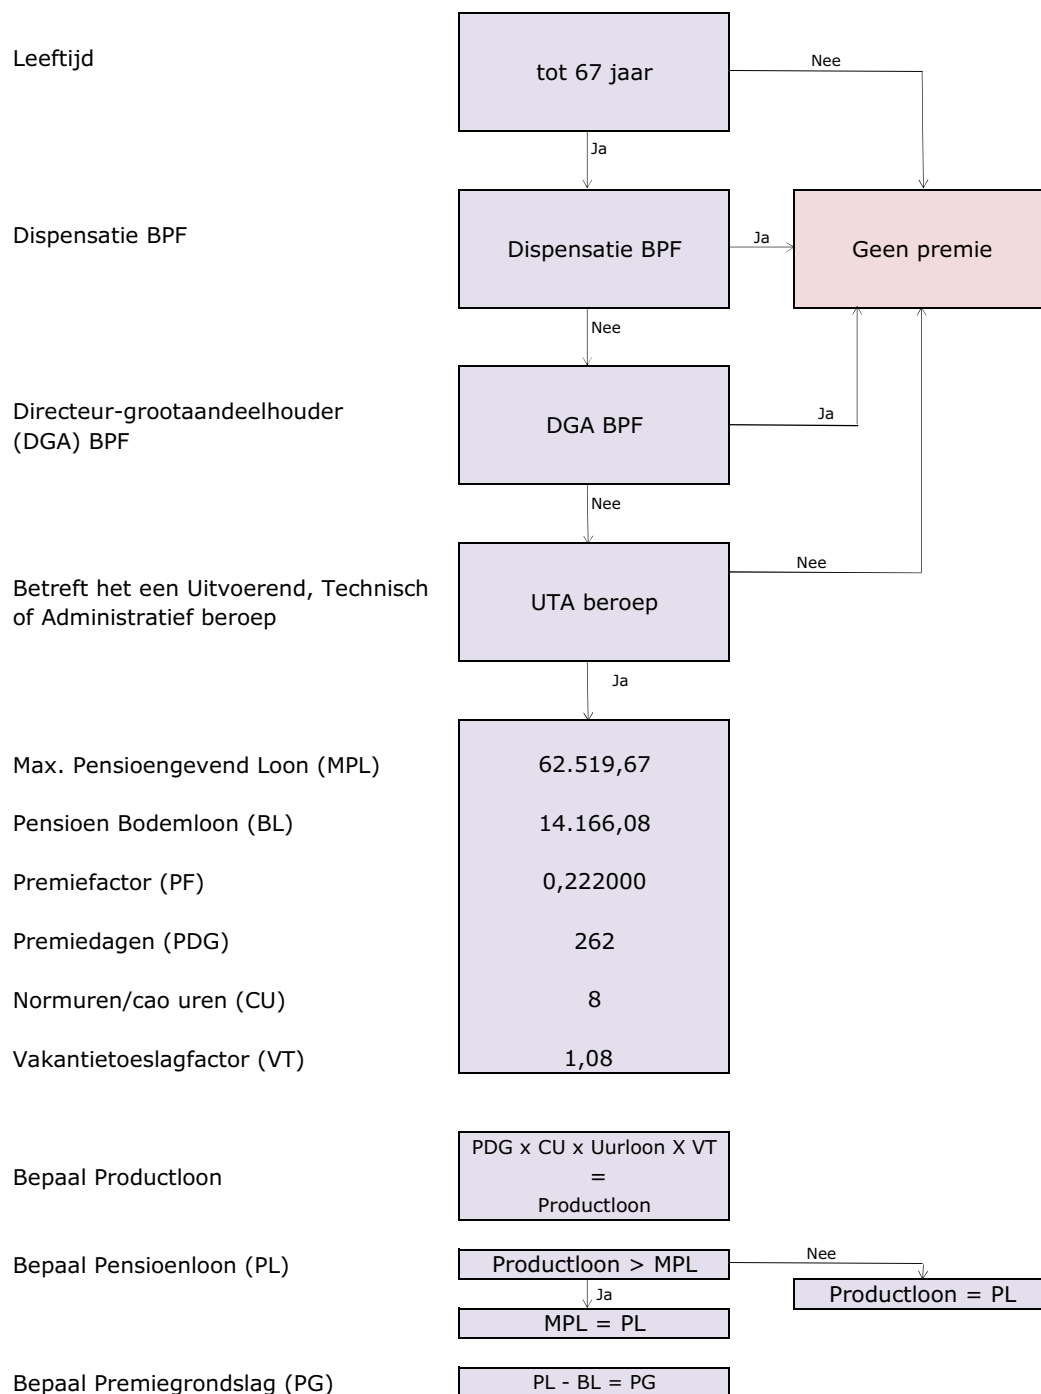 Leeftijd
tot 67 jaar
Nee
Ja
Dispensatie BPF
Dispensatie BPF
Ja
Geen premie
Nee
Directeur-grootaandeelhouder
(DGA) BPF
DGA BPF
Ja
Nee
Betreft het een Uitvoerend, Technisch
of Administratief beroep
UTA beroep
Nee
Ja
Max. Pensioengevend Loon (MPL)
62.519,67
Pensioen Bodemloon (BL)
14.166,08
Premiefactor (PF)
0,222000
Premiedagen (PDG)
262
Normuren/cao uren (CU)
8
Vakantietoeslagfactor (VT)
1,08
Bepaal Productloon
PDG x CU x Uurloon X VT
=
Productloon
Bepaal Pensioenloon (PL)
Productloon > MPL
Nee
Productloon = PL
Ja
MPL = PL
Bepaal Premiegrondslag (PG)
PL - BL = PG